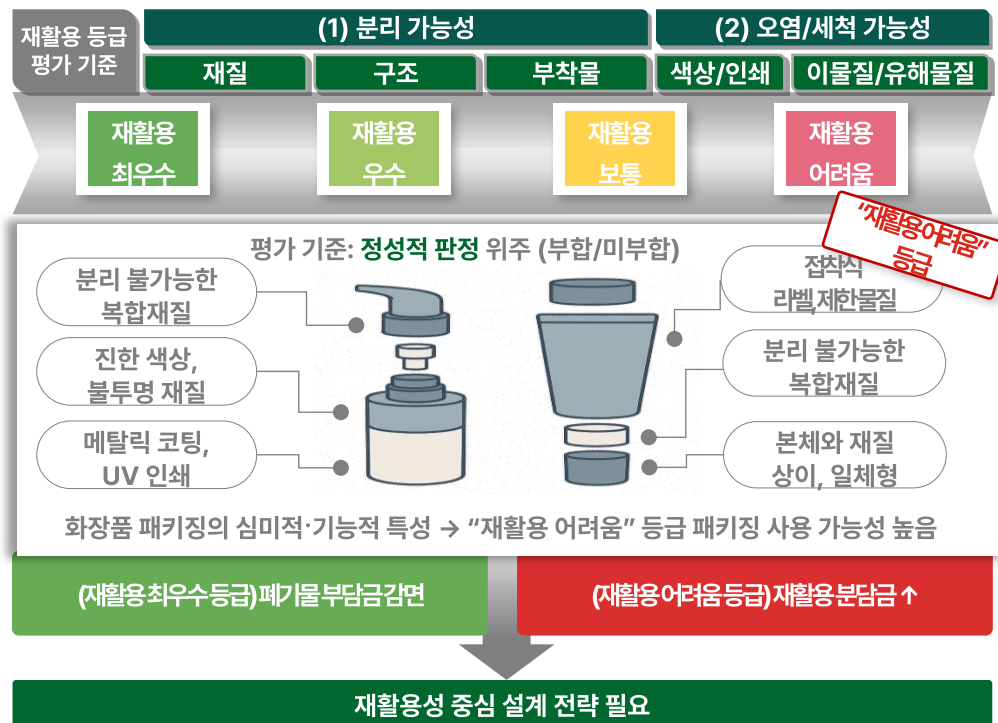 재활용 등급
평가 기준
(1) 분리 가능성
(2) 오염/세척 가능성
재질
구조
부착물
색상/인쇄
이물질/유해물질
재활용
최우수
재활용
우수
재활용
보통
재활용
어려움
"재활용어려움"
등급
평가 기준: 정성적 판정 위주 (부합/미부합)
분리 불가능한
복합재질
진한 색상,
불투명 재질
메탈릭 코팅,
UV 인쇄
접착식
라벨,제한물질
분리 불가능한
복합재질
본체와 재질
상이, 일체형
화장품 패키징의 심미적·기능적 특성 → “재활용 어려움” 등급 패키징 사용 가능성 높음
(재활용 최우수 등급) 폐기물 부담금 감면
(재활용 어려움 등급) 재활용 분담금 ↑
재활용성 중심 설계 전략 필요